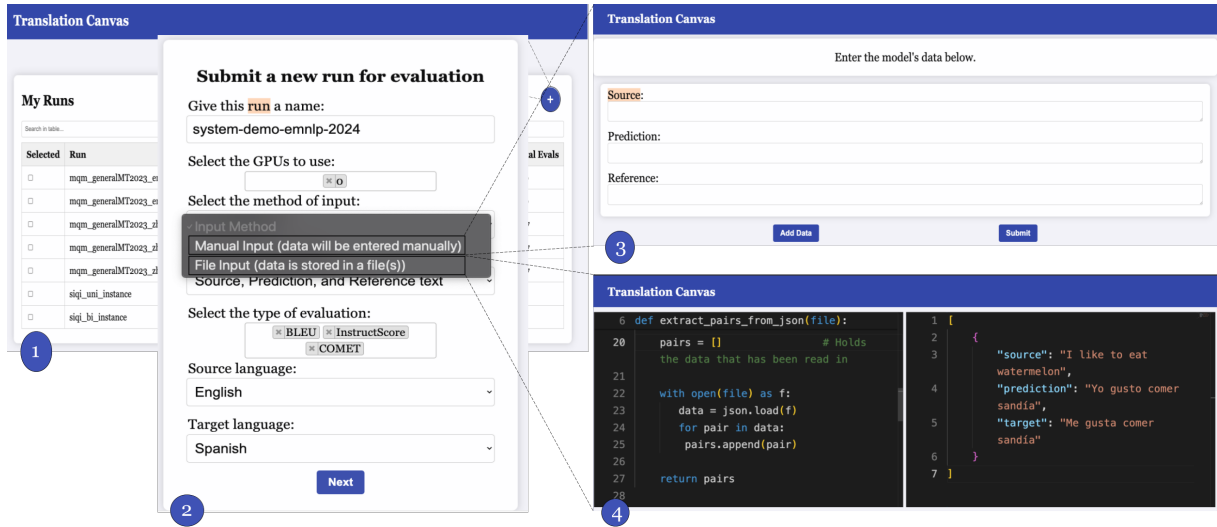 Translation Canvas
My Runs
+
Search in table...
Selected Run al Evals
mqm_generalMT2023_
mqm_generalMT2023_
mqm_generalMT2023_
mqm_generalMT2023_
mqm_generalMT2023_
siqi_uni_instance
siqi_bi_instance
1
Submit a new run for evaluation
Give this run a name:
system-demo-emnlp-2024
Select the GPUs to use:
× 0
Select the method of input:
✓Input Method
Manual Input (data will be entered manually)
File Input (data is stored in a file(s))
Source, Prediction, and Reference text
Select the type of evaluation:
× BLEU × InstructScore
× COMET
Source language:
English
Target language:
Spanish
Next
2
Translation Canvas
Enter the model's data below.
Source:
Prediction:
Reference:
Add Data Submit
3
Translation Canvas
6 def extract_pairs_from_json(file):
20 pairs = [] # Holds
the data that has been read in
21
22 with open(file) as f:
23 data = json.load(f)
24 for pair in data:
25 pairs.append(pair)
26
27 return pairs
28
1 [
2 {
3 "source": "I like to eat
watermelon",
4 "prediction": "Yo gusto comer
sandía",
5 "target": "Me gusta comer
sandía"
6 }
7 ]
4